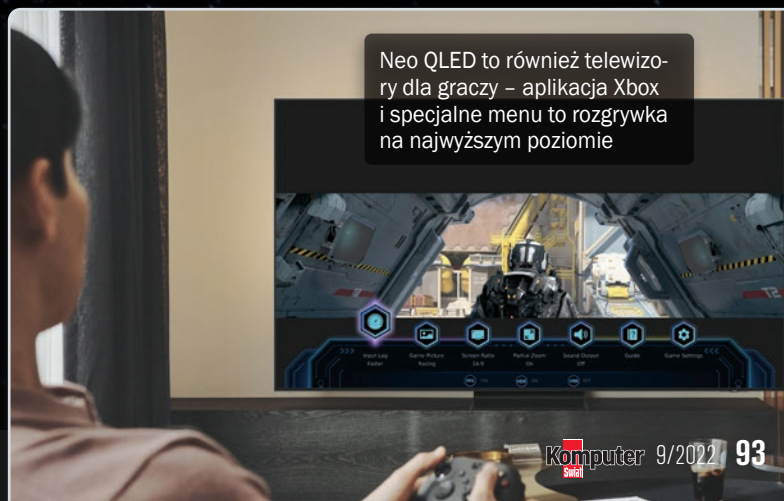 Neo QLED to również telewizo-
ry dla graczy – aplikacja Xbox
i specjalne menu to rozgrywka
na najwyższym poziomie
Input Lag
Faster
Game Picture
Racing
Screen Ratio
16:9
Partial Zoom
On
Sound Output
Off
Guide
Game Settings
Komputer Świat 9/2022 93